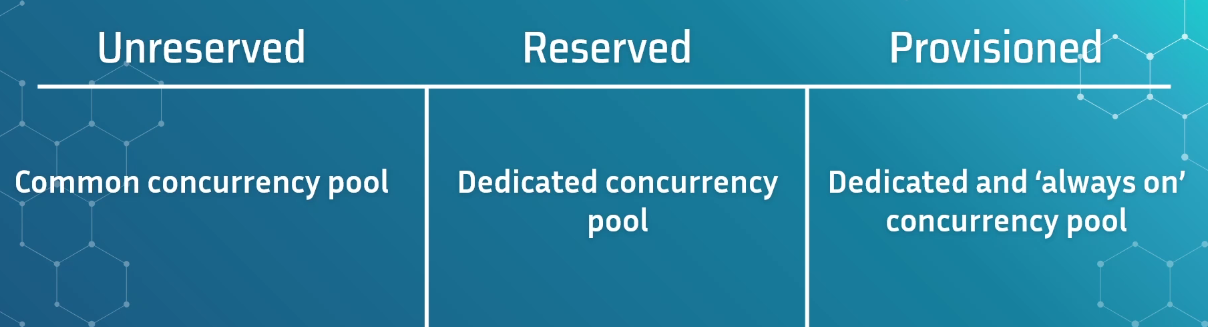 Unreserved
Reserved
Provisioned
Common concurrency pool
Dedicated concurrency
pool
Dedicated and ‘always on’
concurrency pool